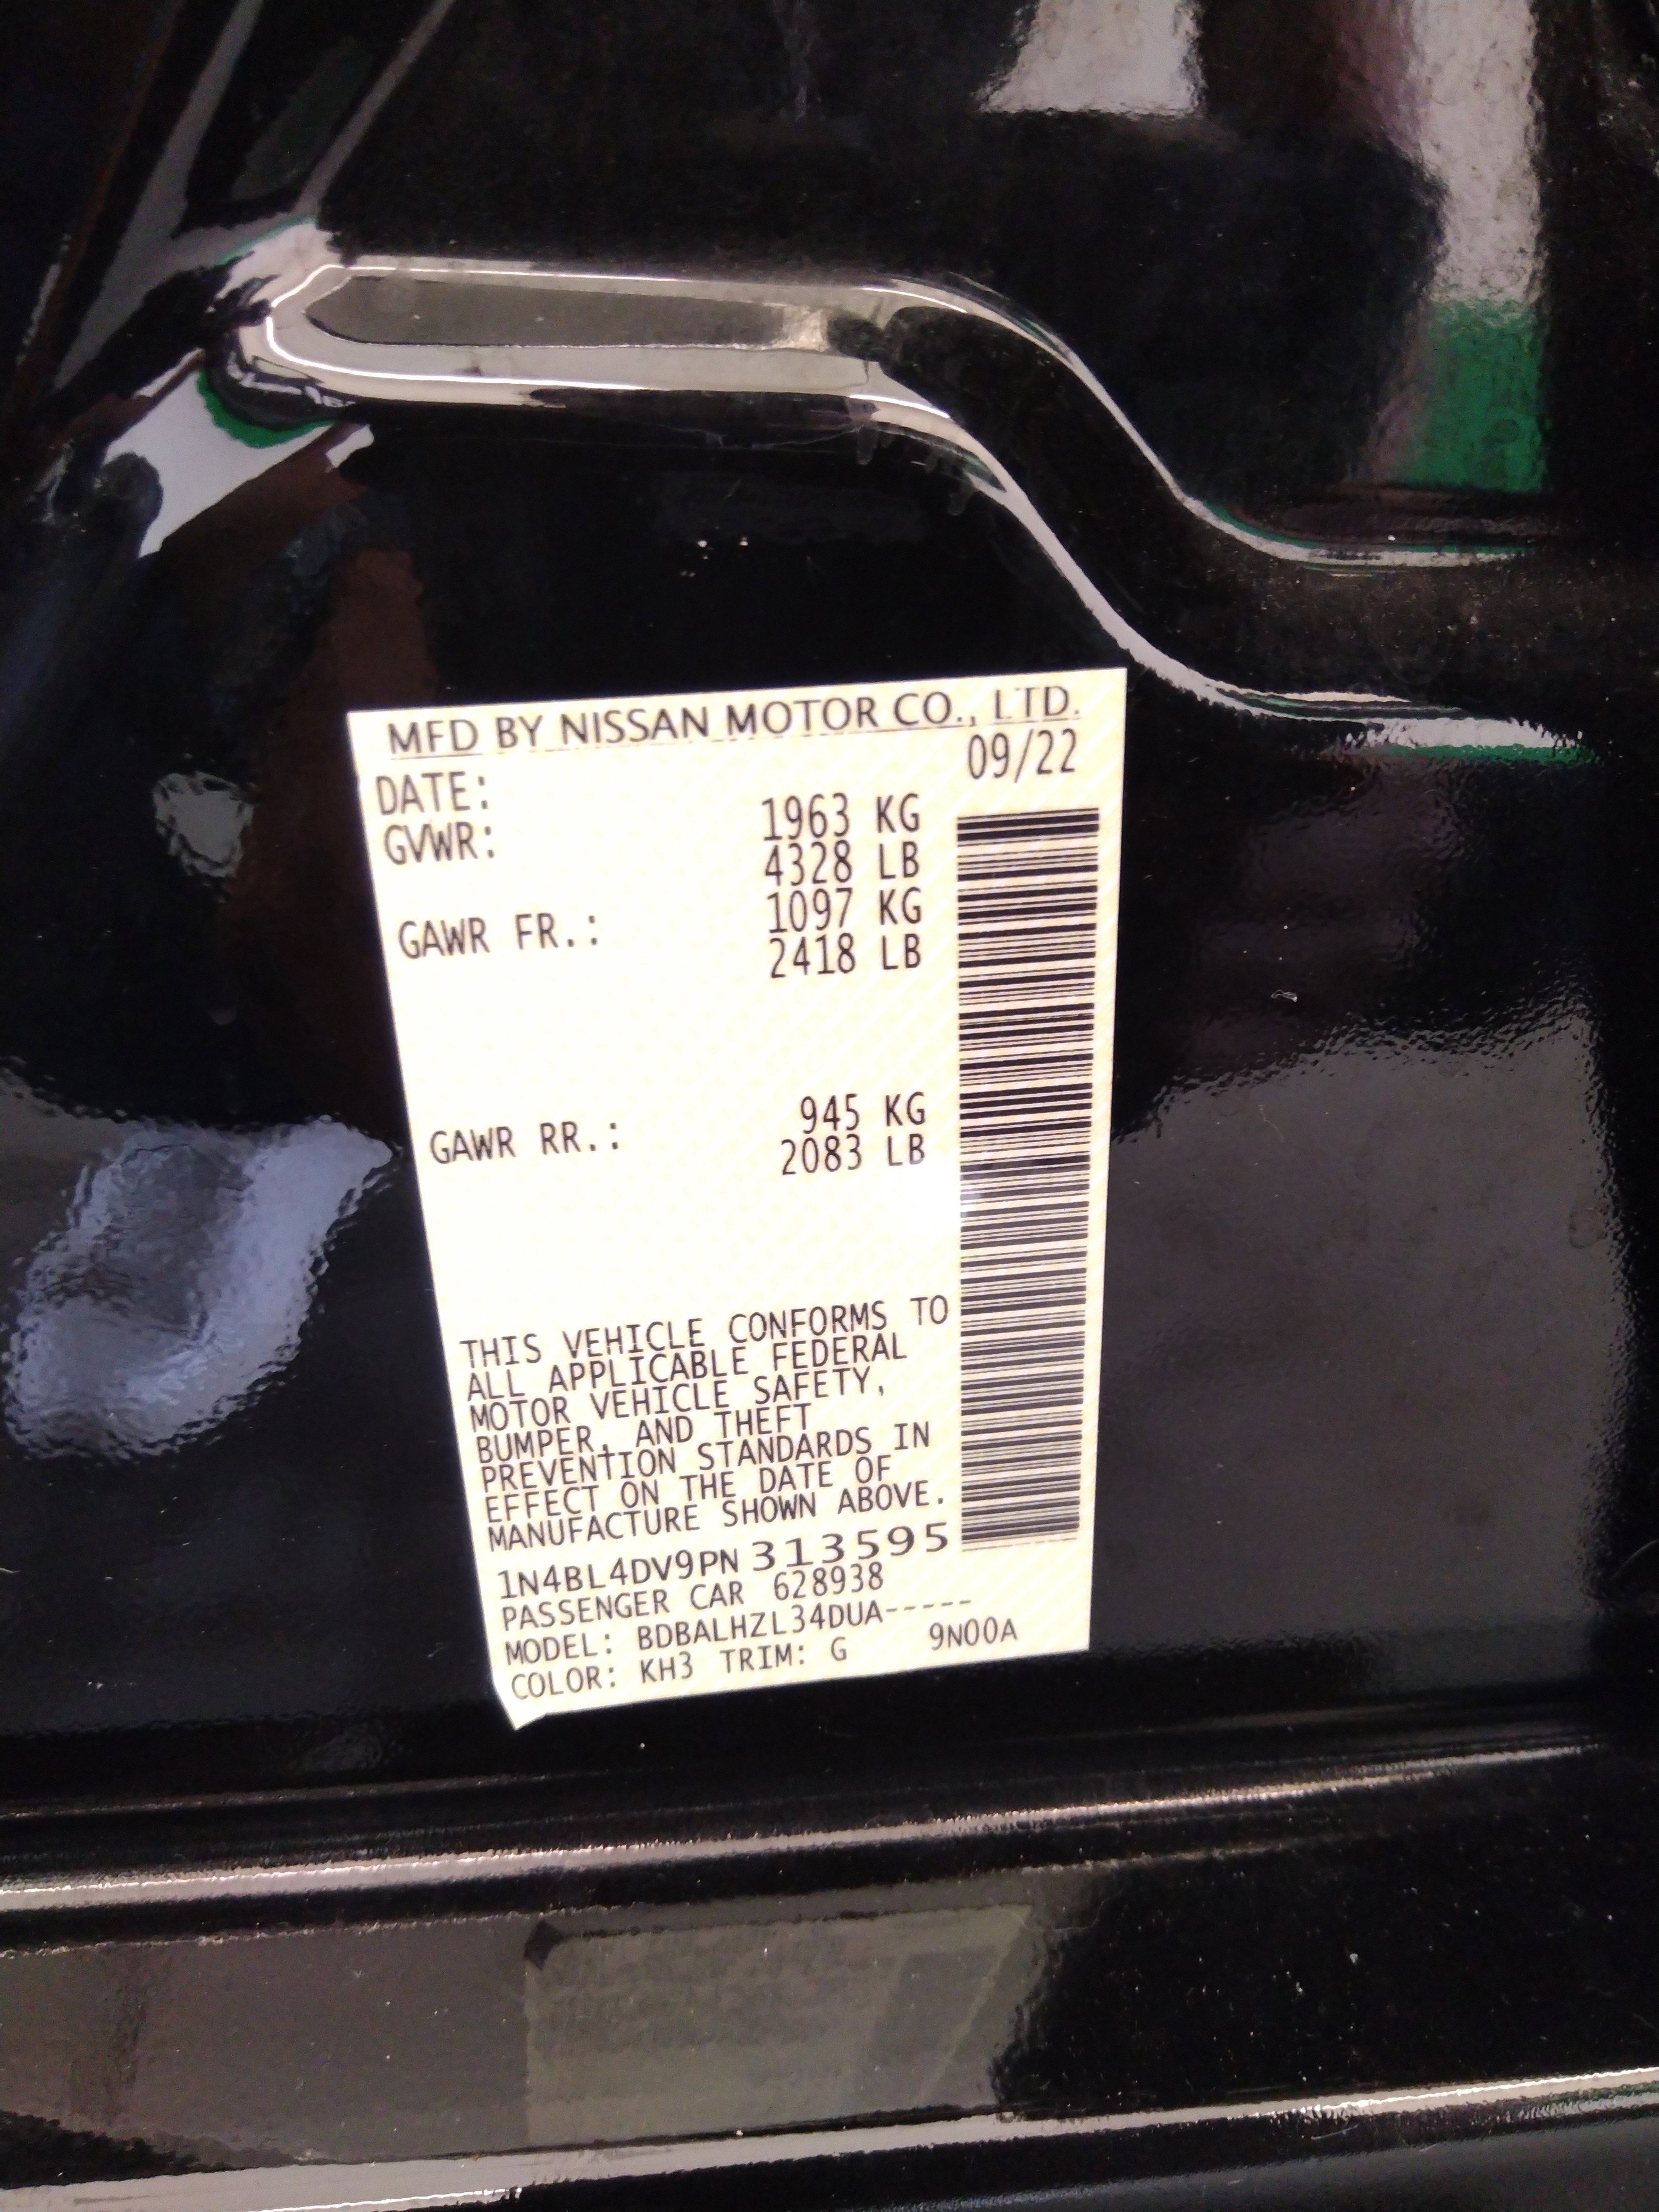 MFD BY NISSAN MOTOR CO., LTD.
DATE: 09/22
GVWR: 1963 KG
4328 LB
GAWR FR.: 1097 KG
2418 LB
GAWR RR.: 945 KG
2083 LB
THIS VEHICLE CONFORMS TO
ALL APPLICABLE FEDERAL
MOTOR VEHICLE SAFETY,
BUMPER, AND THEFT
PREVENTION STANDARDS IN
EFFECT ON THE DATE OF
MANUFACTURE SHOWN ABOVE.
1N4BL4DV9PN 313595
PASSENGER CAR 628938
MODEL: BDBALHZL34DUA-----
COLOR: KH3 TRIM: G 9N00A